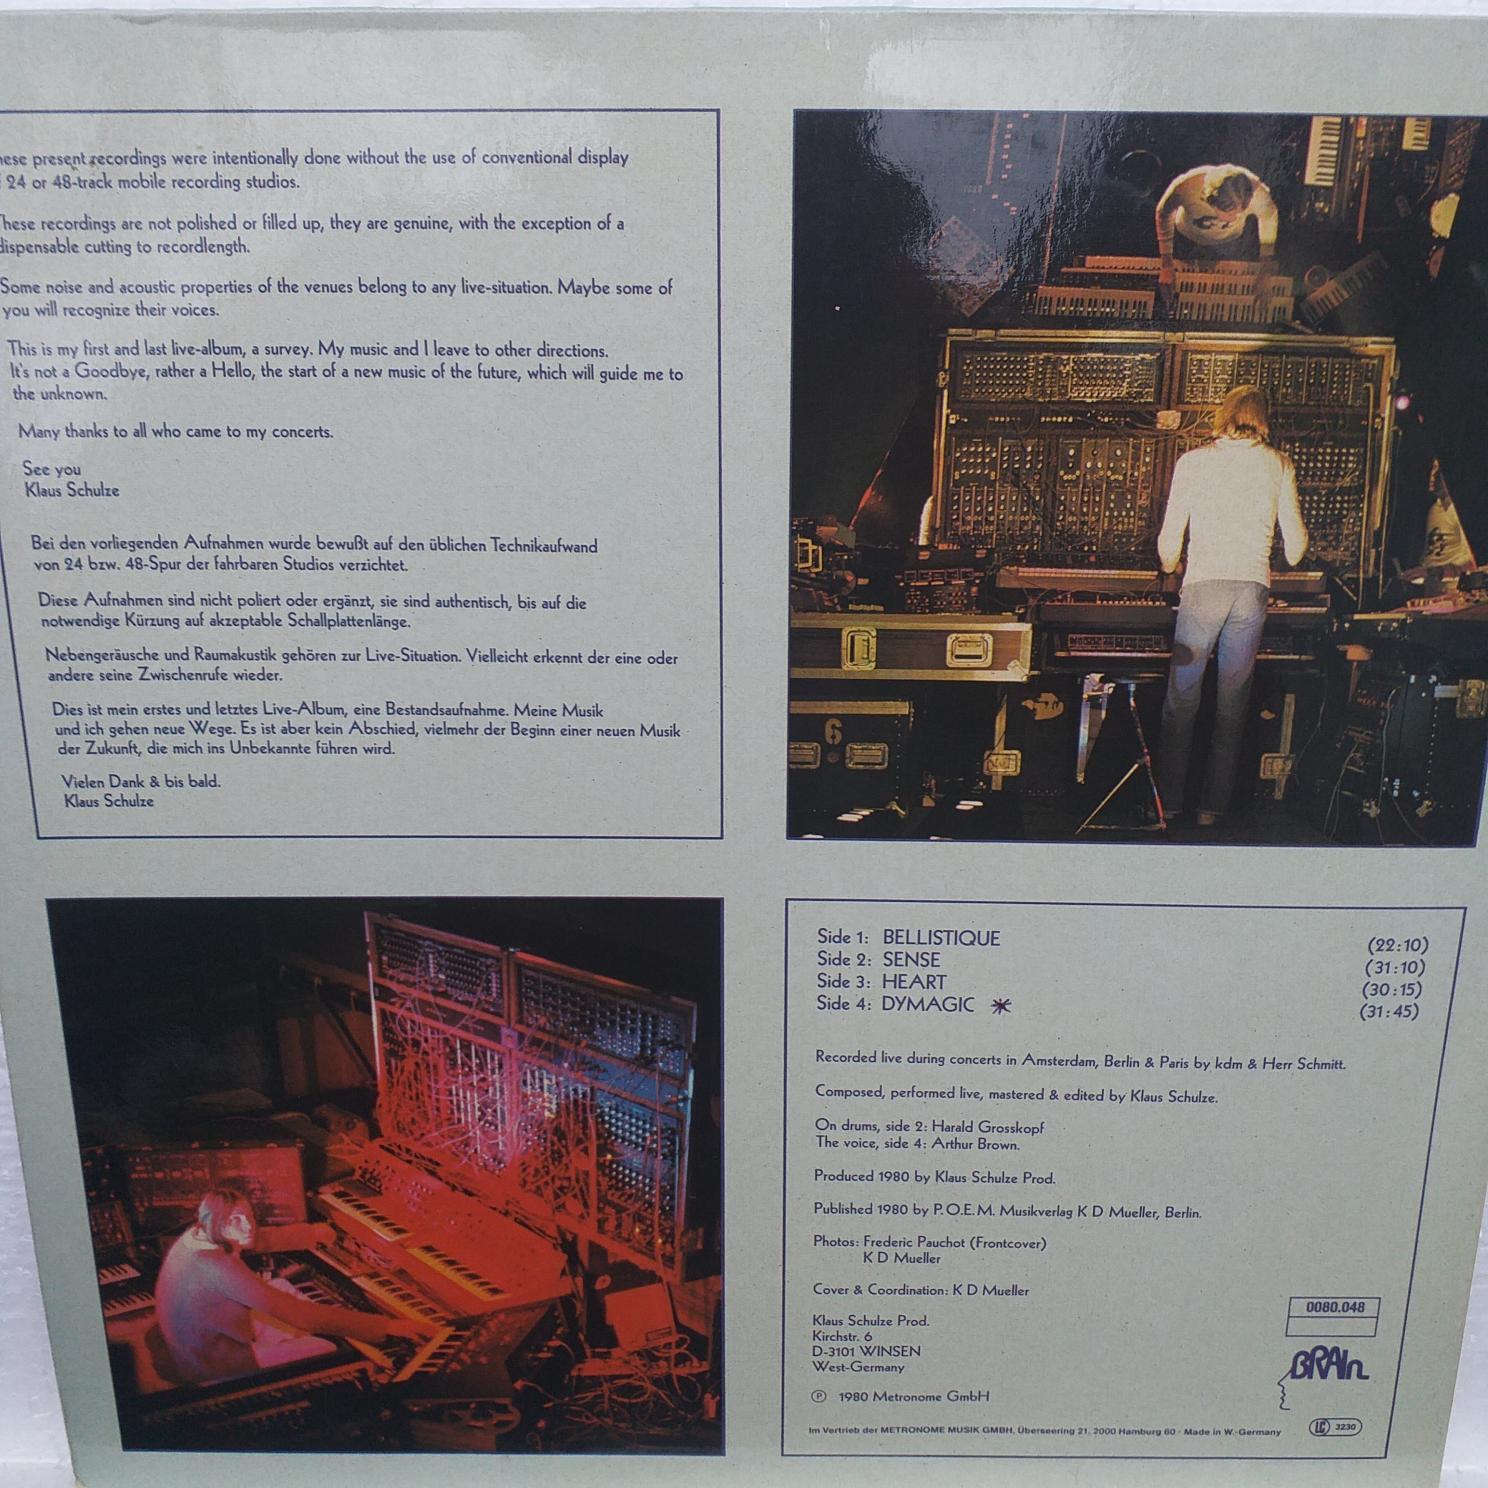 present recordings were intentionally done without the use of conventional display
24 or 48-track mobile recording studios.
These recordings are not polished or filled up, they are genuine, with the exception of a
dispensable cutting to recordlength.
Some noise and acoustic properties of the venues belong to any live-situation. Maybe some of
you will recognize their voices.
This is my first and last live-album, a survey. My music and I leave to other directions.
It's not a Goodbye, rather a Hello, the start of a new music of the future, which will guide me to
the unknown.
Many thanks to all who came to my concerts.
See you
Klaus Schulze
Bei den vorliegenden Aufnahmen wurde bewußt auf den üblichen Technikaufwand
von 24 bzw. 48-Spur der fahrbaren Studios verzichtet.
Diese Aufnahmen sind nicht poliert oder ergänzt, sie sind authentisch, bis auf die
notwendige Kürzung auf akzeptable Schallplattenlänge.
Nebengeräusche und Raumakustik gehören zur Live-Situation. Vielleicht erkennt der eine oder
andere seine Zwischenrufe wieder.
Dies ist mein erstes und letztes Live-Album, eine Bestandsaufnahme. Meine Musik
und ich gehen neue Wege. Es ist aber kein Abschied, vielmehr der Beginn einer neuen Musik
der Zukunft, die mich ins Unbekannte führen wird.
Vielen Dank & bis bald.
Klaus Schulze
6
Side 1: BELLISTIQUE (22:10)
Side 2: SENSE (31:10)
Side 3: HEART (30:15)
Side 4: DYMAGIC (31:45)
Recorded live during concerts in Amsterdam, Berlin & Paris by kdm & Herr Schmitt.
Composed, performed live, mastered & edited by Klaus Schulze.
On drums, side 2: Harald Grosskopf
The voice, side 4: Arthur Brown.
Produced 1980 by Klaus Schulze Prod.
Published 1980 by P.O.E.M. Musikverlag K D Mueller, Berlin.
Photos: Frederic Pauchot (Frontcover)
K D Mueller
Cover & Coordination: K D Mueller
Klaus Schulze Prod.
Kirchstr. 6
D-3101 WINSEN
West-Germany
℗ 1980 Metronome GmbH
0080.048
BRAIN
Im Vertrieb der METRONOME MUSIK GMBH, Überseering 21, 2000 Hamburg 60 · Made in W.-Germany
LC 3230